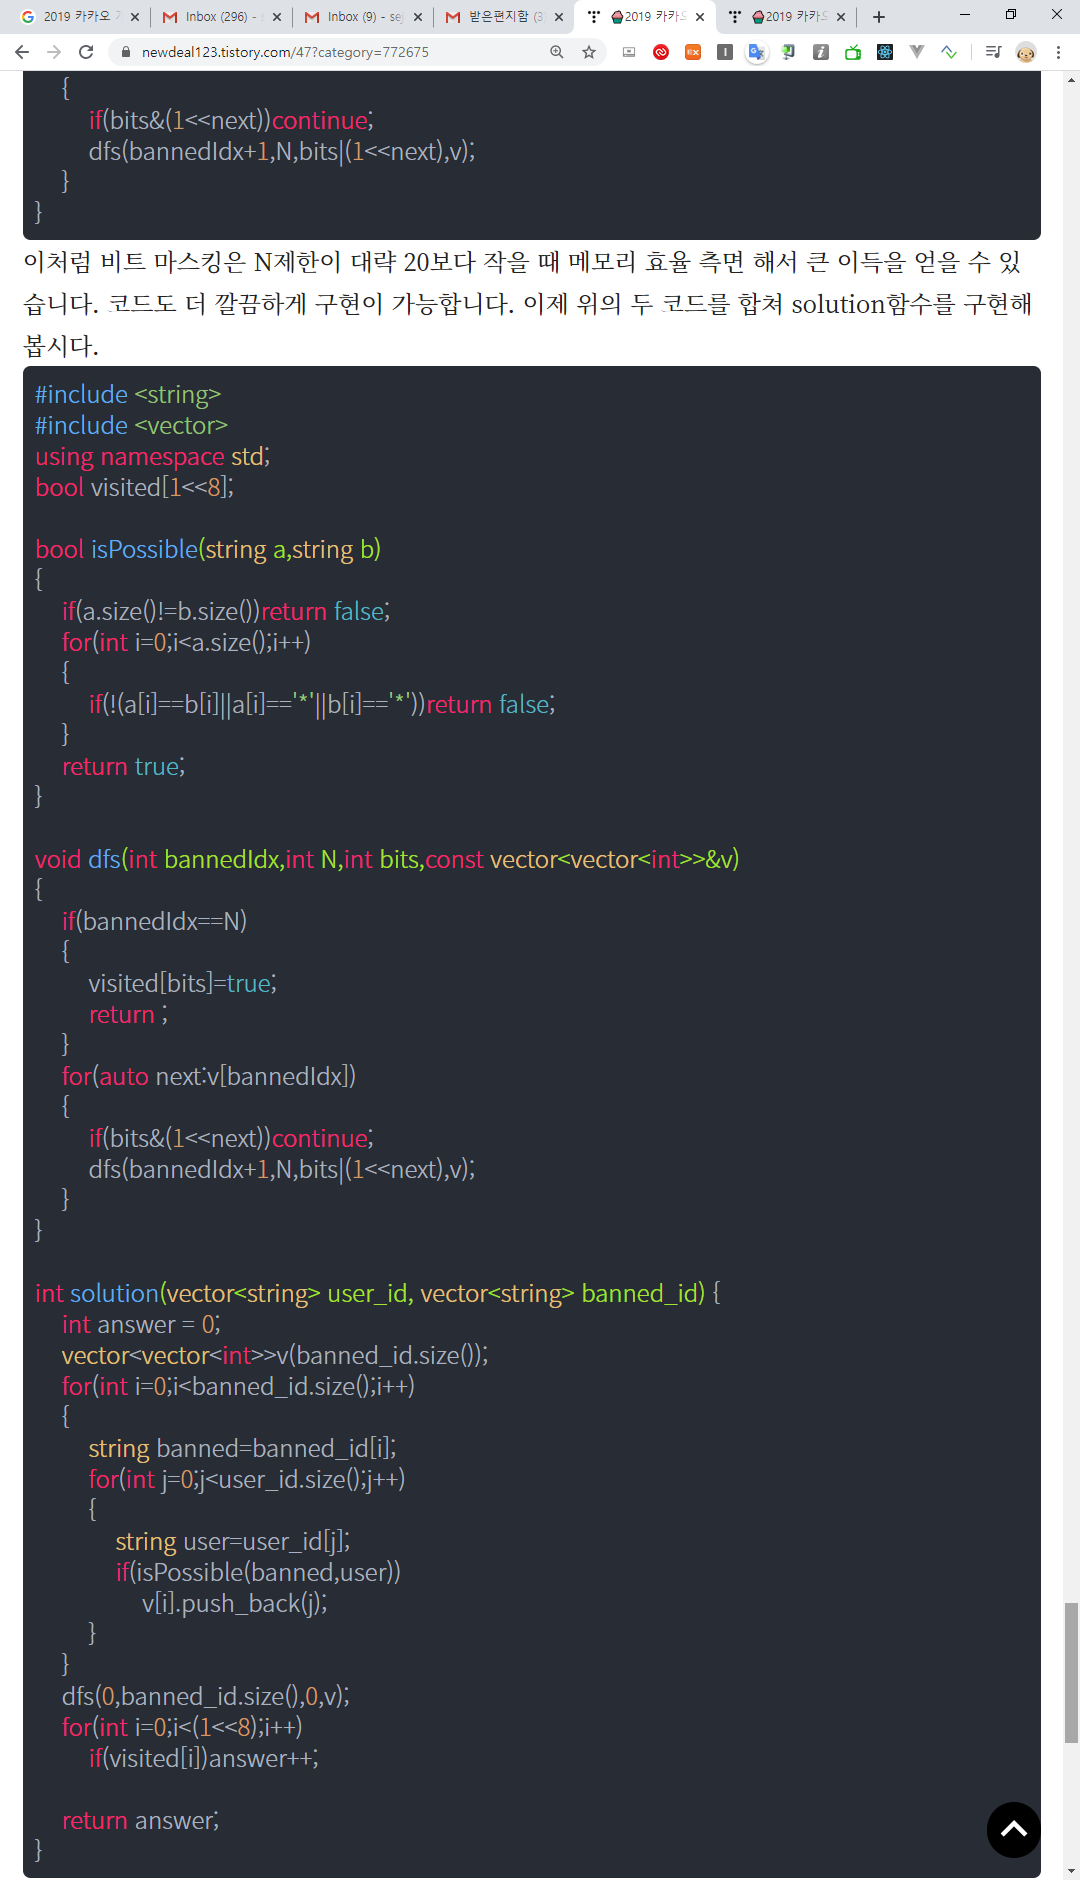 2019 카카오
Inbox (296) -
Inbox (9) - sej
받은편지함 (3
2019 카카오
2019 카카오
newdeal123.tistory.com/47?category=772675
{
if(bits&(1<<next))continue;
dfs(bannedIdx+1,N,bits|(1<<next),v);
}
}
이처럼 비트 마스킹은 N제한이 대략 20보다 작을 때 메모리 효율 측면 해서 큰 이득을 얻을 수 있
습니다. 코드도 더 깔끔하게 구현이 가능합니다. 이제 위의 두 코드를 합쳐 solution함수를 구현해
봅시다.
#include <string>
#include <vector>
using namespace std;
bool visited[1<<8];
bool isPossible(string a,string b)
{
if(a.size()!=b.size())return false;
for(int i=0;i<a.size();i++)
{
if(!(a[i]==b[i]||a[i]=='*'||b[i]=='*'))return false;
}
return true;
}
void dfs(int bannedIdx,int N,int bits,const vector<vector<int>>&v)
{
if(bannedIdx==N)
{
visited[bits]=true;
return ;
}
for(auto next:v[bannedIdx])
{
if(bits&(1<<next))continue;
dfs(bannedIdx+1,N,bits|(1<<next),v);
}
}
int solution(vector<string> user_id, vector<string> banned_id) {
int answer = 0;
vector<vector<int>>v(banned_id.size());
for(int i=0;i<banned_id.size();i++)
{
string banned=banned_id[i];
for(int j=0;j<user_id.size();j++)
{
string user=user_id[j];
if(isPossible(banned,user))
v[i].push_back(j);
}
}
dfs(0,banned_id.size(),0,v);
for(int i=0;i<(1<<8);i++)
if(visited[i])answer++;
return answer;
}